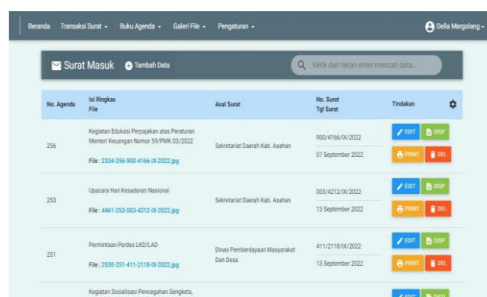 Beranda Transaksi Surat Buku Agenda Galeri File Pengaturan Della Margolang
Surat Masuk Tambah Data Ketik dan tekan enter mencari data...
No. Agenda Isi Ringkas File Asal Surat No. Surat Tgl Surat Tindakan
256 Kegiatan Edukasi Perpajakan atas Peraturan Menteri Keuangan Nomor 59/PMK.03/2022 Sekretariat Daerah Kab. Asahan 900/4166/IX/2022 EDIT DISP
File : 2334-256-900-4166-IX-2022.jpg 07 September 2022 PRINT DEL
253 Upacara Hari Kesadaran Nasional Sekretariat Daerah Kab. Asahan 003/4212/IX/2022 EDIT DISP
File : 4461-253-003-4212-IX-2022.jpg 13 September 2022 PRINT DEL
251 Permintaan Perdes LKD/LAD Dinas Pemberdayaan Masyarakat Dan Desa 411/2118/IX/2022 EDIT DISP
File : 2530-251-411-2118-IX-2022.jpg 13 September 2022 PRINT DEL
Kegiatan Sosialisasi Pencegahan Sengketa, EDIT DISP